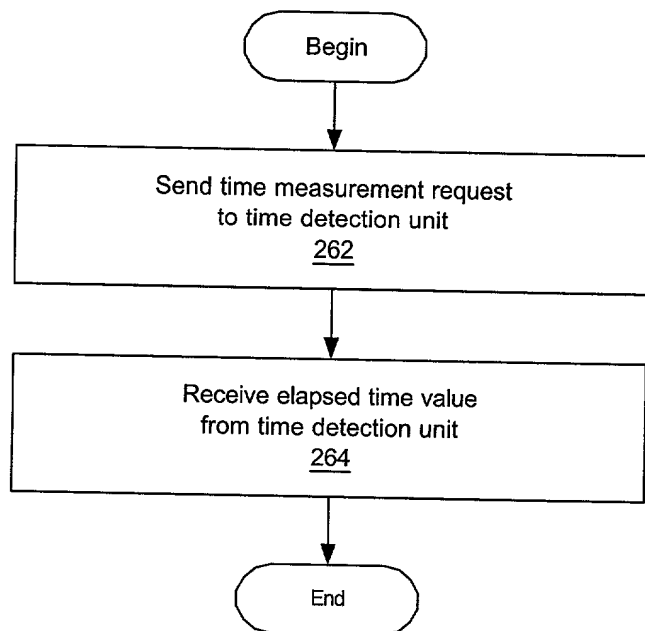 Begin
Send time measurement request
to time detection unit
262
Receive elapsed time value
from time detection unit
264
End